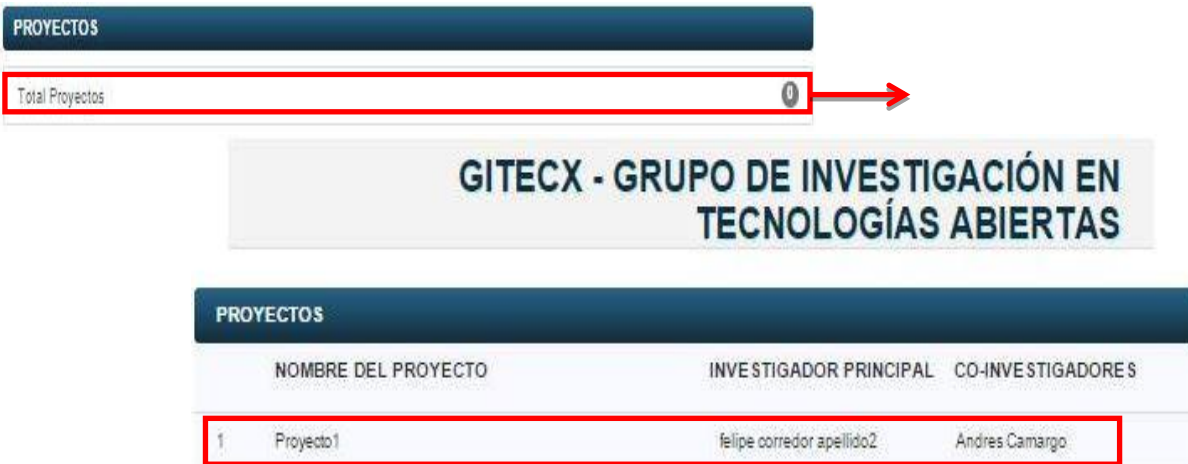 PROYECTOS
Total Proyectos 0
GITECX - GRUPO DE INVESTIGACIÓN EN
TECNOLOGÍAS ABIERTAS
PROYECTOS
NOMBRE DEL PROYECTO INVESTIGADOR PRINCIPAL CO-INVESTIGADORES
1 Proyecto1 felipe corredor apellido2 Andres Camargo